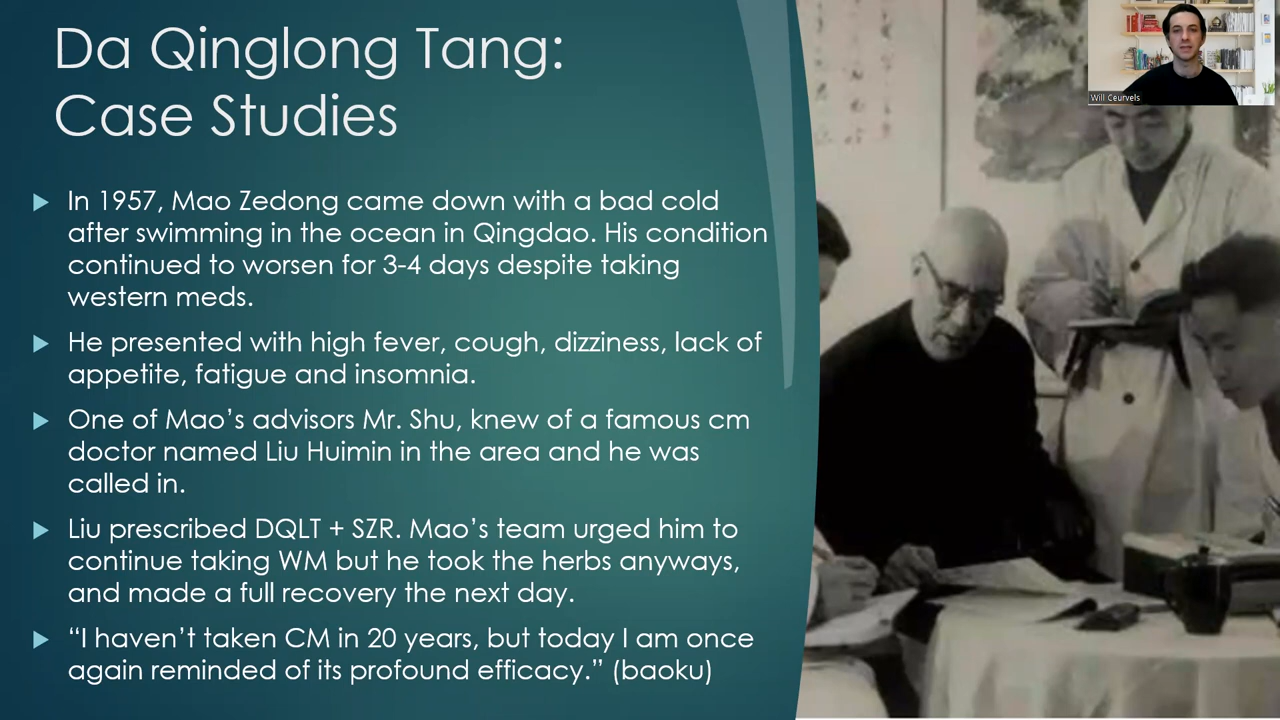 Da Qinglong Tang:
Case Studies
In 1957, Mao Zedong came down with a bad cold
after swimming in the ocean in Qingdao. His condition
continued to worsen for 3-4 days despite taking
western meds.
He presented with high fever, cough, dizziness, lack of
appetite, fatigue and insomnia.
One of Mao’s advisors Mr. Shu, knew of a famous cm
doctor named Liu Huimin in the area and he was
called in.
Liu prescribed DQLT + SZR. Mao’s team urged him to
continue taking WM but he took the herbs anyways,
and made a full recovery the next day.
“I haven’t taken CM in 20 years, but today I am once
again reminded of its profound efficacy.” (baoku)
Will Ceurvels